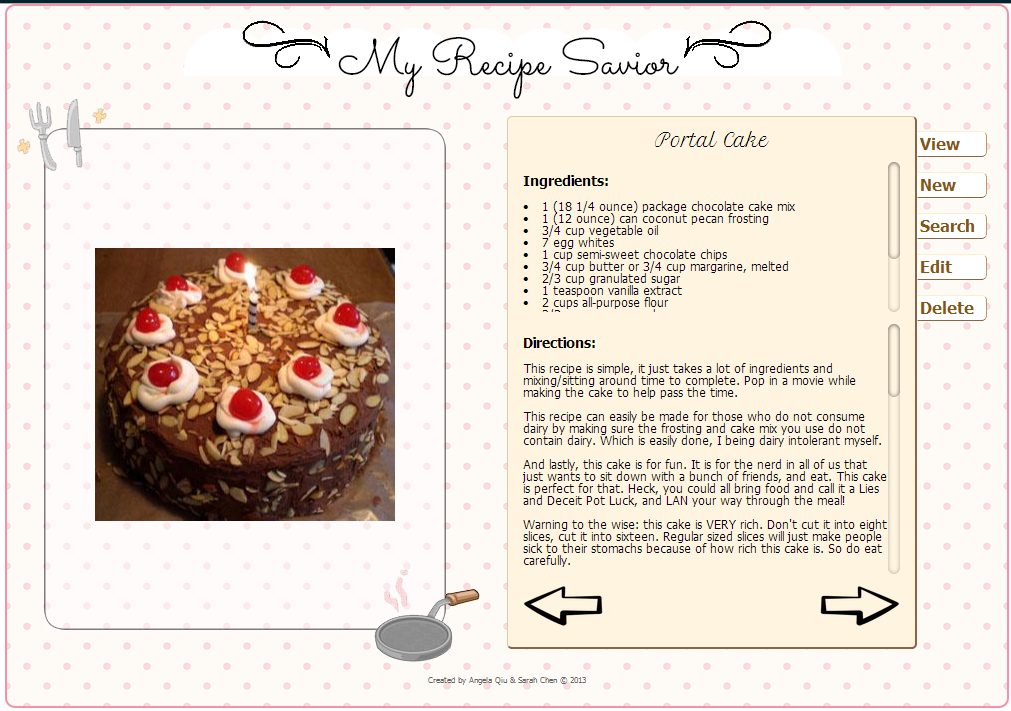 My Recipe Savior
Portal Cake
Ingredients:
1 (18 1/4 ounce) package chocolate cake mix
1 (12 ounce) can coconut pecan frosting
3/4 cup vegetable oil
7 egg whites
1 cup semi-sweet chocolate chips
3/4 cup butter or 3/4 cup margarine, melted
2/3 cup granulated sugar
1 teaspoon vanilla extract
2 cups all-purpose flour
Directions:
This recipe is simple, it just takes a lot of ingredients and
mixing/sitting around time to complete. Pop in a movie while
making the cake to help pass the time.
This recipe can easily be made for those who do not consume
dairy by making sure the frosting and cake mix you use do not
contain dairy. Which is easily done, I being dairy intolerant myself.
And lastly, this cake is for fun. It is for the nerd in all of us that
just wants to sit down with a bunch of friends, and eat. This cake
is perfect for that. Heck, you could all bring food and call it a Lies
and Deceit Pot Luck, and LAN your way through the meal!
Warning to the wise: this cake is VERY rich. Don't cut it into eight
slices, cut it into sixteen. Regular sized slices will just make people
sick to their stomachs because of how rich this cake is. So do eat
carefully.
View
New
Search
Edit
Delete
Created by Angela Qiu & Sarah Chen © 2013